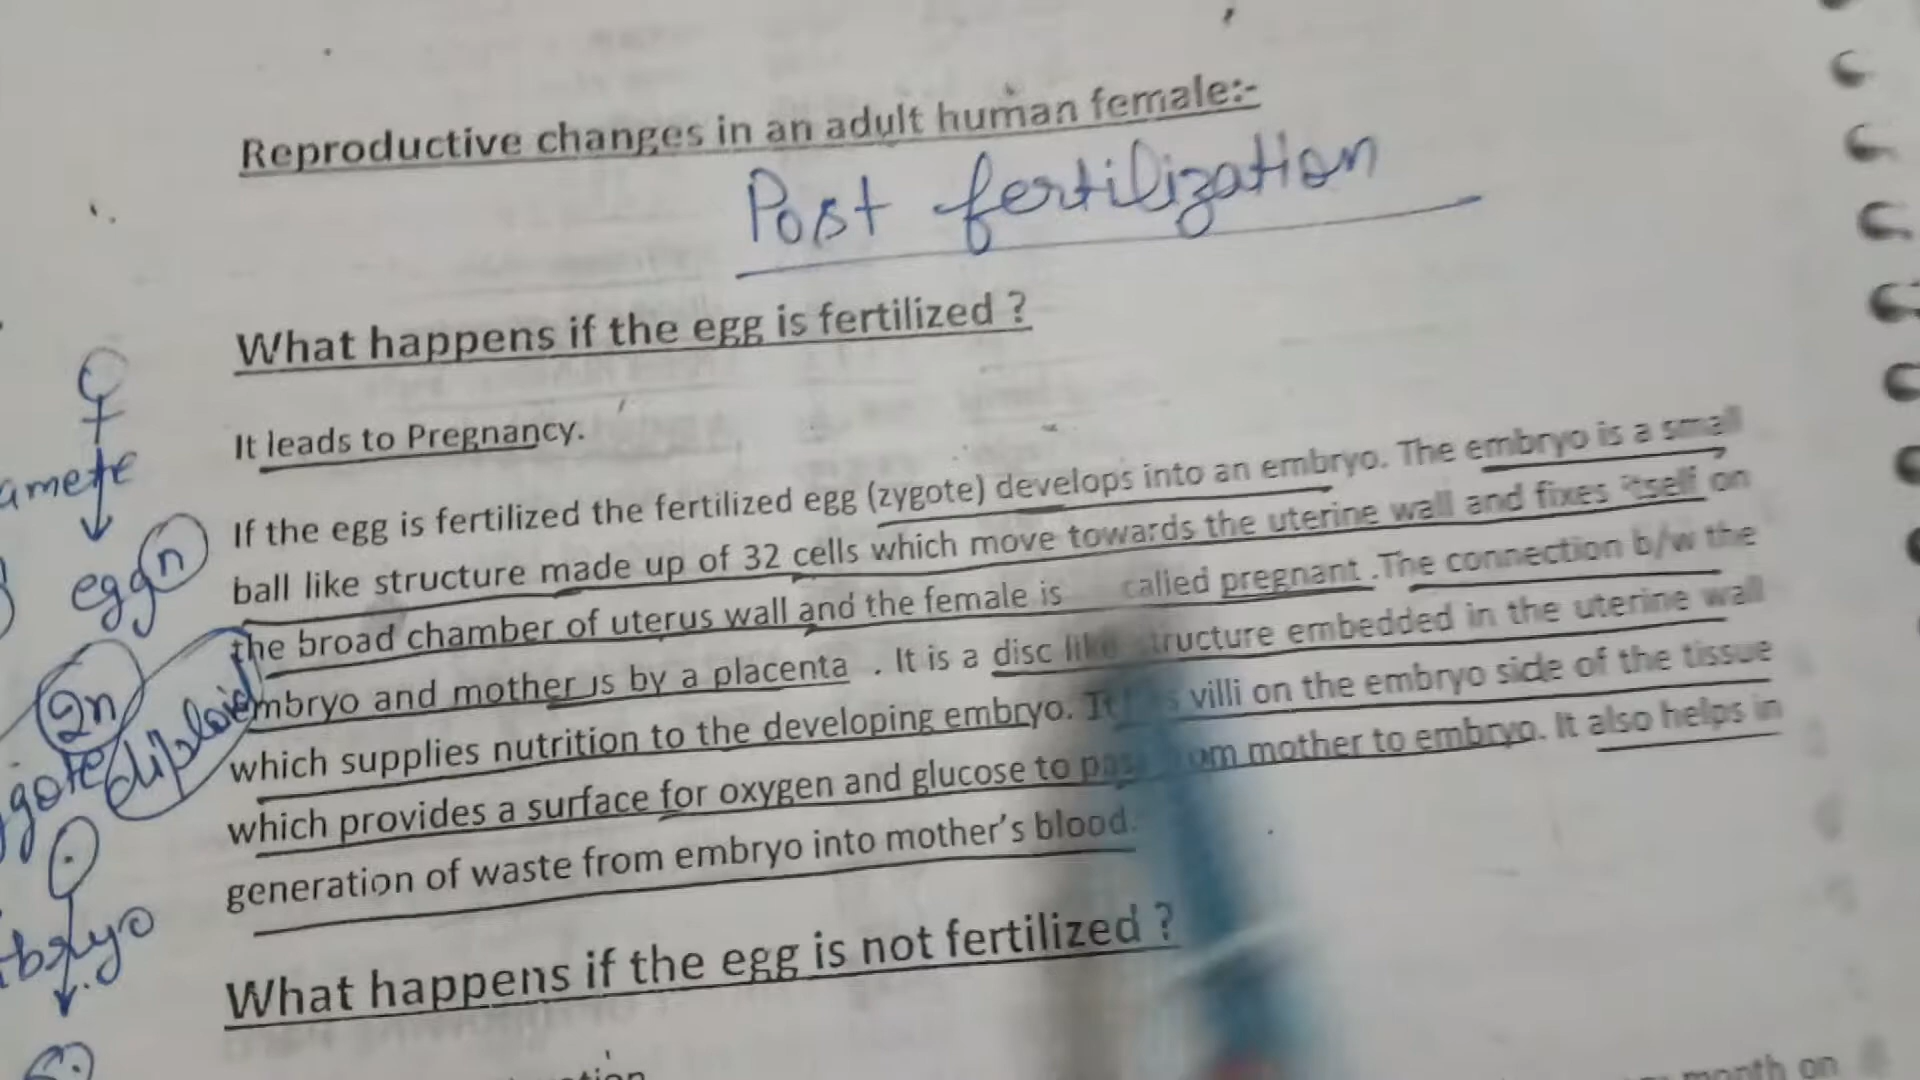 Reproductive changes in an adult human female:-
Post fertilization
What happens if the egg is fertilized ?
It leads to Pregnancy.
If the egg is fertilized the fertilized egg (zygote) develops into an embryo. The embryo is a small
ball like structure made up of 32 cells which move towards the uterine wall and fixes itself on
the broad chamber of uterus wall and the female is called pregnant .The connection b/w the
embryo and mother is by a placenta . It is a disc like structure embedded in the uterine wall
which supplies nutrition to the developing embryo. It villi on the embryo side of the tissue
which provides a surface for oxygen and glucose to mother to embryo. It also helps in
generation of waste from embryo into mother's blood.
What happens if the egg is not fertilized ?
month on
egg n
2n
diploid